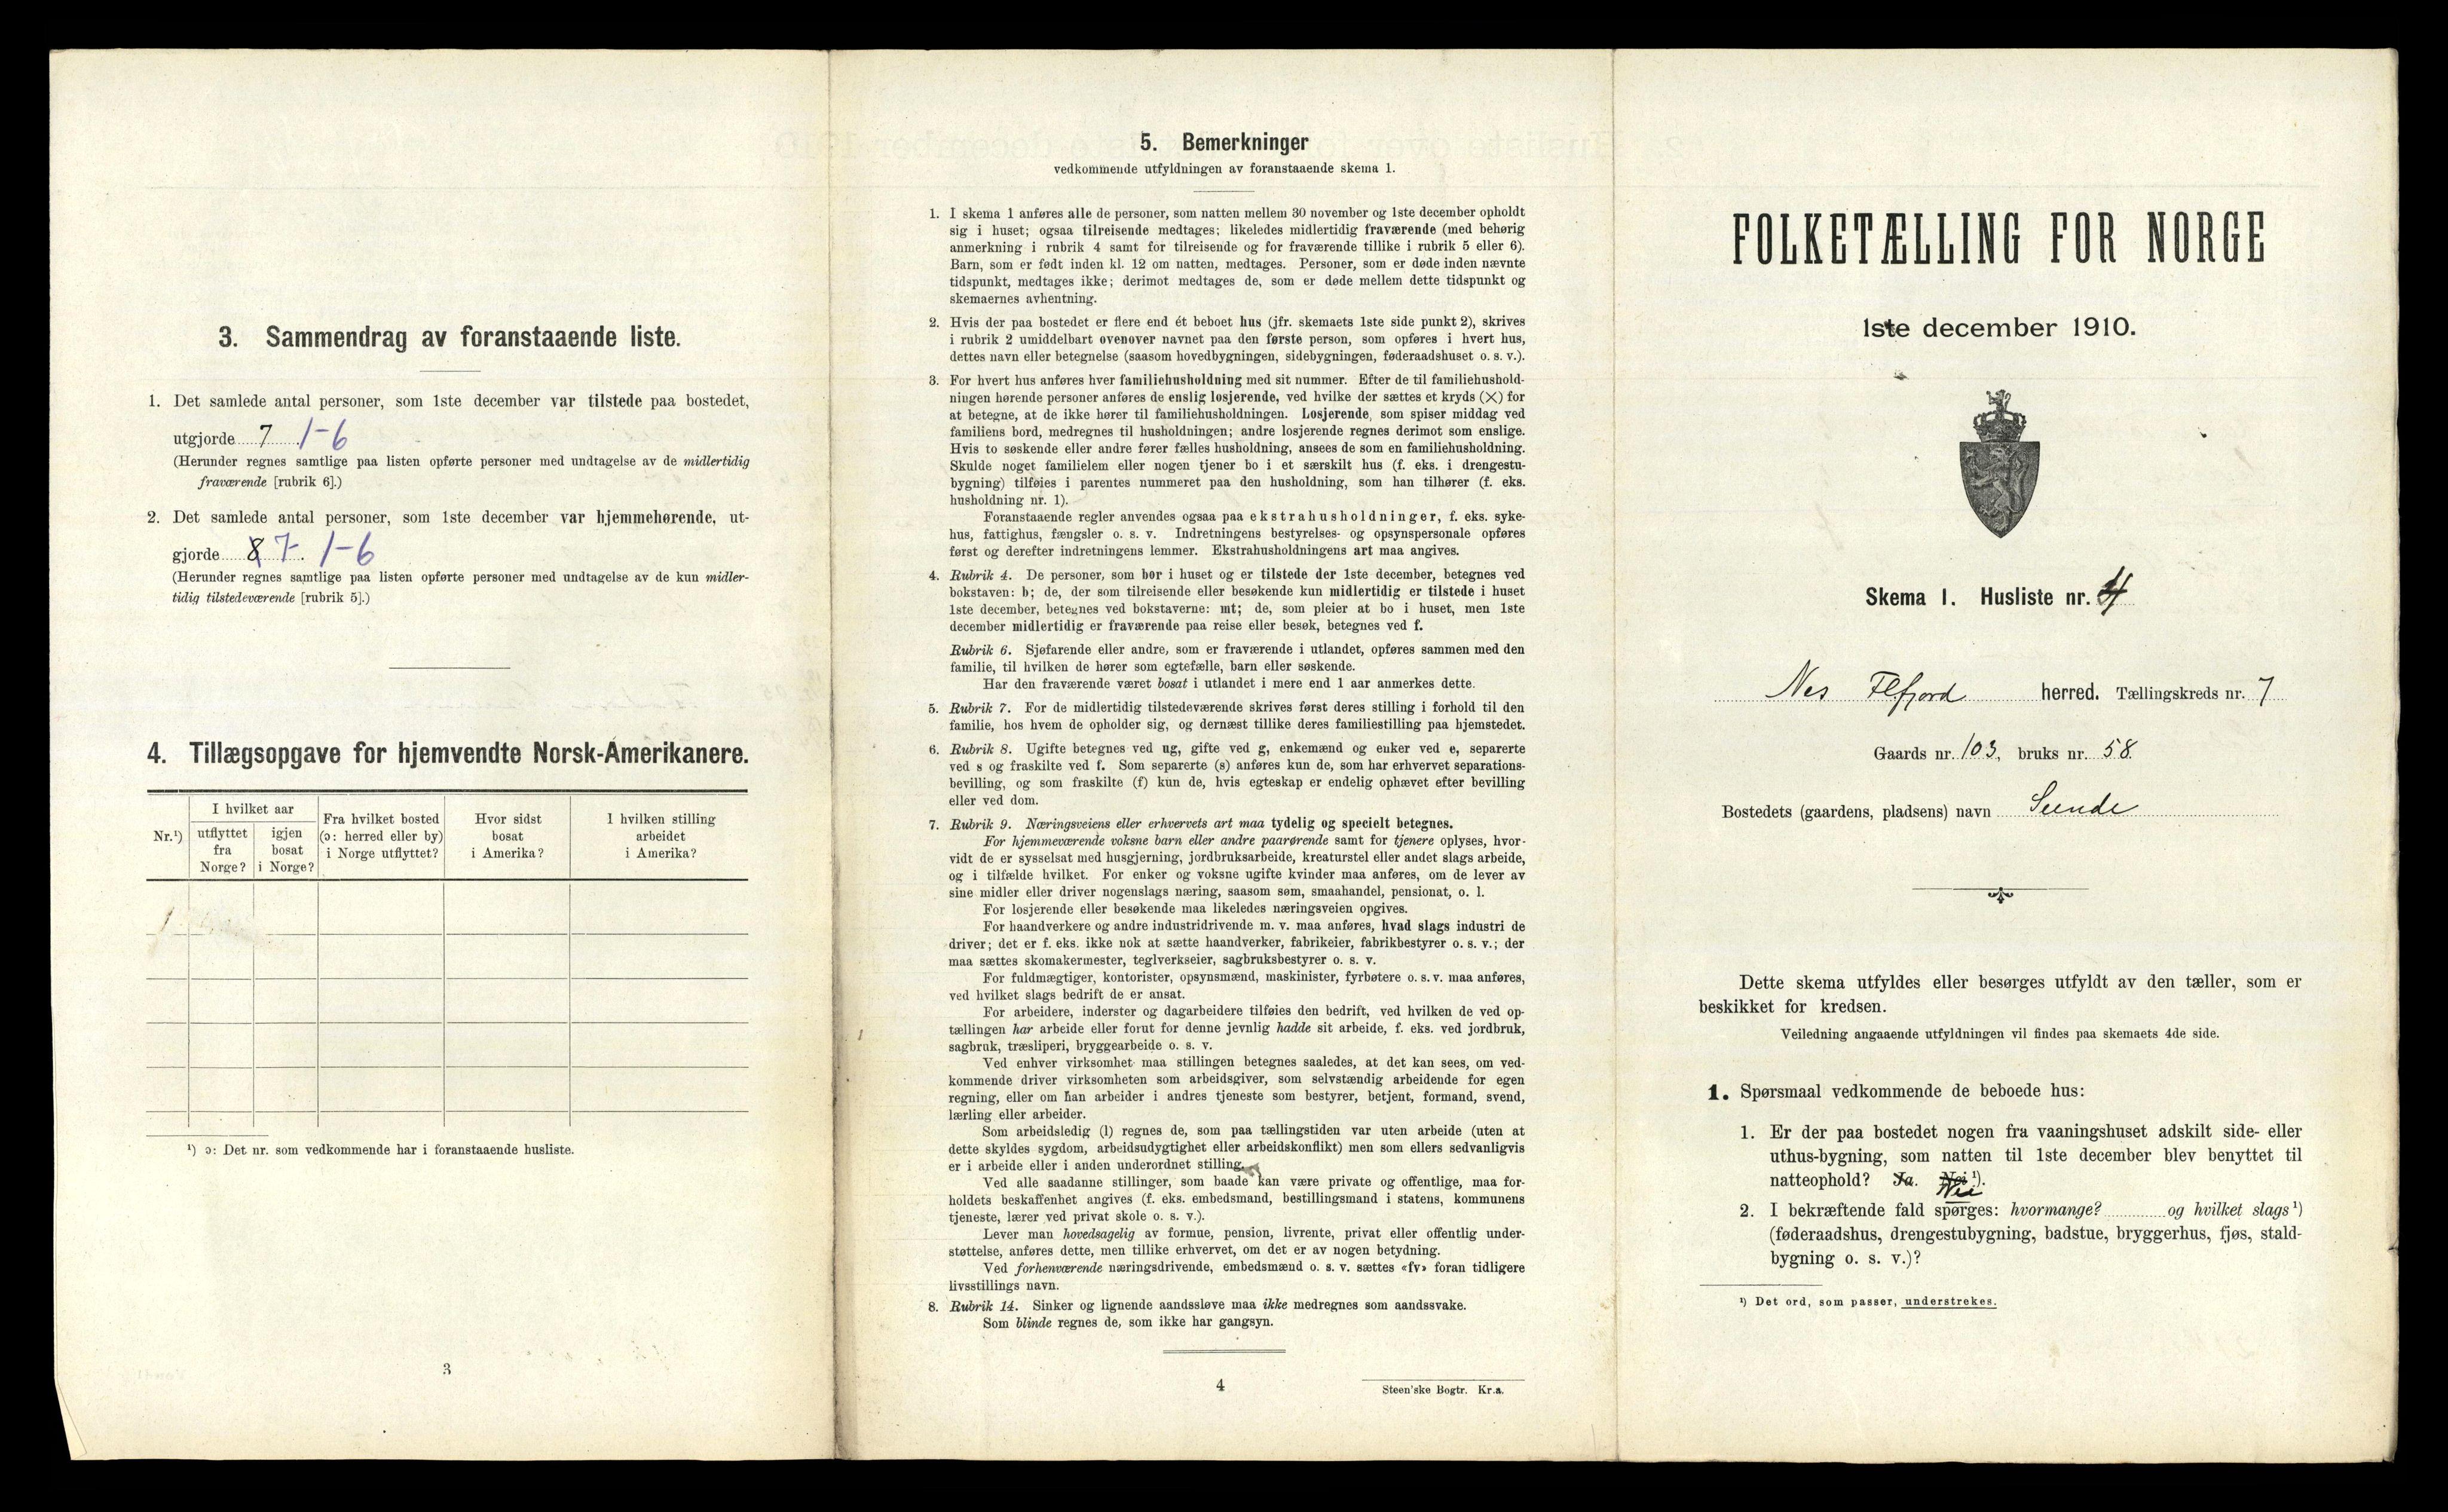 3. Sammendrag av foranstaaende liste.
1. Det samlede antal personer, som 1ste december var tilstede paa bostedet,
utgjorde 7 1-6
(Herunder regnes samtlige paa listen opførte personer med undtagelse av de midlertidig
fraværende [rubrik 6].)
2. Det samlede antal personer, som 1ste december var hjemmehørende, ut-
gjorde 8 7- 1-6
(Herunder regnes samtlige paa listen opførte personer med undtagelse av de kun midler-
tidig tilstedeværende [rubrik 5].)
4. Tillægsopgave for hjemvendte Norsk-Amerikanere.
Nr.¹)
I hvilket aar
utflyttet fra Norge?
igjen bosat i Norge?
Fra hvilket bosted (ɔ: herred eller by) i Norge utflyttet?
Hvor sidst bosat i Amerika?
I hvilken stilling arbeidet i Amerika?
¹) ɔ: Det nr. som vedkommende har i foranstaaende husliste.
3
5. Bemerkninger
vedkommende utfyldningen av foranstaaende skema 1.
1. I skema 1 anføres alle de personer, som natten mellem 30 november og 1ste december opholdt
sig i huset; ogsaa tilreisende medtages; likeledes midlertidig fraværende (med behørig
anmerkning i rubrik 4 samt for tilreisende og for fraværende tillike i rubrik 5 eller 6).
Barn, som er født inden kl. 12 om natten, medtages. Personer, som er døde inden nævnte
tidspunkt, medtages ikke; derimot medtages de, som er døde mellem dette tidspunkt og
skemaernes avhentning.
2. Hvis der paa bostedet er flere end ét beboet hus (jfr. skemaets 1ste side punkt 2), skrives
i rubrik 2 umiddelbart ovenover navnet paa den første person, som opføres i hvert hus,
dettes navn eller betegnelse (saasom hovedbygningen, sidebygningen, føderaadshuset o. s. v.).
3. For hvert hus anføres hver familiehusholdning med sit nummer. Efter de til familiehushold-
ningen hørende personer anføres de enslig losjerende, ved hvilke der sættes et kryds (×) for
at betegne, at de ikke hører til familiehusholdningen. Losjerende, som spiser middag ved
familiens bord, medregnes til husholdningen; andre losjerende regnes derimot som enslige.
Hvis to søskende eller andre fører fælles husholdning, ansees de som en familiehusholdning.
Skulde noget familielem eller nogen tjener bo i et særskilt hus (f. eks. i drengestu-
bygning) tilføies i parentes nummeret paa den husholdning, som han tilhører (f. eks.
husholdning nr. 1).
Foranstaaende regler anvendes ogsaa paa ekstrahusholdninger, f. eks. syke-
hus, fattighus, fængsler o. s. v. Indretningens bestyrelses- og opsynspersonale opføres
først og derefter indretningens lemmer. Ekstrahusholdningens art maa angives.
4. Rubrik 4. De personer, som bor i huset og er tilstede der 1ste december, betegnes ved
bokstaven: b; de, der som tilreisende eller besøkende kun midlertidig er tilstede i huset
1ste december, betegnes ved bokstaverne: mt; de, som pleier at bo i huset, men 1ste
december midlertidig er fraværende paa reise eller besøk, betegnes ved f.
Rubrik 6. Sjøfarende eller andre, som er fraværende i utlandet, opføres sammen med den
familie, til hvilken de hører som egtefælle, barn eller søskende.
Har den fraværende været bosat i utlandet i mere end 1 aar anmerkes dette.
5. Rubrik 7. For de midlertidig tilstedeværende skrives først deres stilling i forhold til den
familie, hos hvem de opholder sig, og dernæst tillike deres familiestilling paa hjemstedet.
6. Rubrik 8. Ugifte betegnes ved ug, gifte ved g, enkemænd og enker ved e, separerte
ved s og fraskilte ved f. Som separerte (s) anføres kun de, som har erhvervet separations-
bevilling, og som fraskilte (f) kun de, hvis egteskap er endelig ophævet efter bevilling
eller ved dom.
7. Rubrik 9. Næringsveiens eller erhvervets art maa tydelig og specielt betegnes.
For hjemmeværende voksne barn eller andre paarørende samt for tjenere oplyses, hvor-
vidt de er sysselsat med husgjerning, jordbruksarbeide, kreaturstel eller andet slags arbeide,
og i tilfælde hvilket. For enker og voksne ugifte kvinder maa anføres, om de lever av
sine midler eller driver nogenslags næring, saasom søm, smaahandel, pensionat, o. l.
For losjerende eller besøkende maa likeledes næringsveien opgives.
For haandverkere og andre industridrivende m. v. maa anføres, hvad slags industri de
driver; det er f. eks. ikke nok at sætte haandverker, fabrikeier, fabrikbestyrer o. s. v.; der
maa sættes skomakermester, teglverkseier, sagbruksbestyrer o. s. v.
For fuldmægtiger, kontorister, opsynsmænd, maskinister, fyrbøtere o. s. v. maa anføres,
ved hvilket slags bedrift de er ansat.
For arbeidere, inderster og dagarbeidere tilføies den bedrift, ved hvilken de ved op-
tællingen har arbeide eller forut for denne jevnlig hadde sit arbeide, f. eks. ved jordbruk,
sagbruk, træsliperi, bryggearbeide o. s. v.
Ved enhver virksomhet maa stillingen betegnes saaledes, at det kan sees, om ved-
kommende driver virksomheten som arbeidsgiver, som selvstændig arbeidende for egen
regning, eller om han arbeider i andres tjeneste som bestyrer, betjent, formand, svend,
lærling eller arbeider.
Som arbeidsledig (l) regnes de, som paa tællingstiden var uten arbeide (uten at
dette skyldes sygdom, arbeidsudygtighet eller arbeidskonflikt) men som ellers sedvanligvis
er i arbeide eller i anden underordnet stilling.
Ved alle saadanne stillinger, som baade kan være private og offentlige, maa for-
holdets beskaffenhet angives (f. eks. embedsmand, bestillingsmand i statens, kommunens
tjeneste, lærer ved privat skole o. s. v.).
Lever man hovedsagelig av formue, pension, livrente, privat eller offentlig under-
støttelse, anføres dette, men tillike erhvervet, om det er av nogen betydning.
Ved forhenværende næringsdrivende, embedsmænd o. s. v. sættes «fv» foran tidligere
livsstillings navn.
8. Rubrik 14. Sinker og lignende aandssløve maa ikke medregnes som aandssvake.
Som blinde regnes de, som ikke har gangsyn.
4
Steen'ske Bogtr. Kr.a.
FOLKETÆLLING FOR NORGE
1ste december 1910.
Skema 1. Husliste nr. 4
Nes Flefjord herred. Tællingskreds nr. 7
Gaards nr. 103, bruks nr. 58.
Bostedets (gaardens, pladsens) navn Sunde
Dette skema utfyldes eller besørges utfyldt av den tæller, som er
beskikket for kredsen.
Veiledning angaaende utfyldningen vil findes paa skemaets 4de side.
1. Spørsmaal vedkommende de beboede hus:
1. Er der paa bostedet nogen fra vaaningshuset adskilt side- eller
uthus-bygning, som natten til 1ste december blev benyttet til
natteophold? Ja. Nei ¹).
Nei
2. I bekræftende fald spørges: hvormange? og hvilket slags ¹)
(føderaadshus, drengestubygning, badstue, bryggerhus, fjøs, stald-
bygning o. s. v.)?
¹) Det ord, som passer, understrekes.